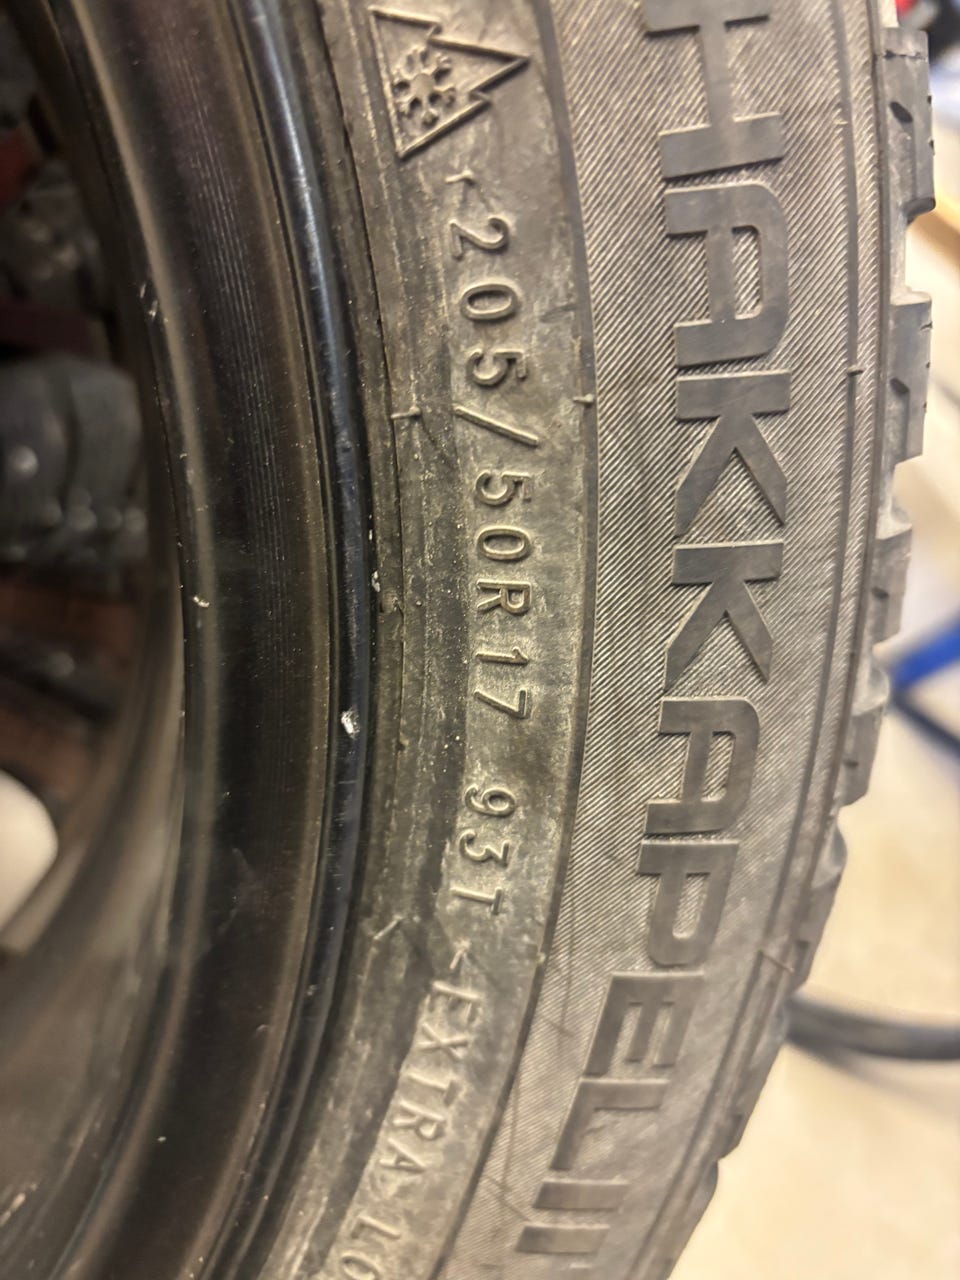 HAKKAPELII
205/50R17 93T
EXTRA LO